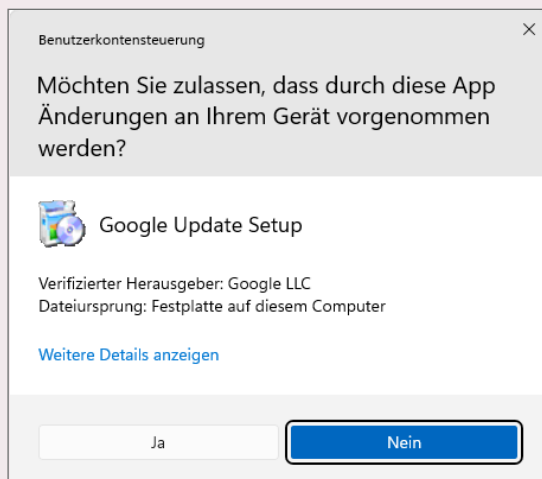 Benutzerkontensteuerung
Möchten Sie zulassen, dass durch diese App
Änderungen an Ihrem Gerät vorgenommen
werden?
Google Update Setup
Verifizierter Herausgeber: Google LLC
Dateiursprung: Festplatte auf diesem Computer
Weitere Details anzeigen
Ja
Nein